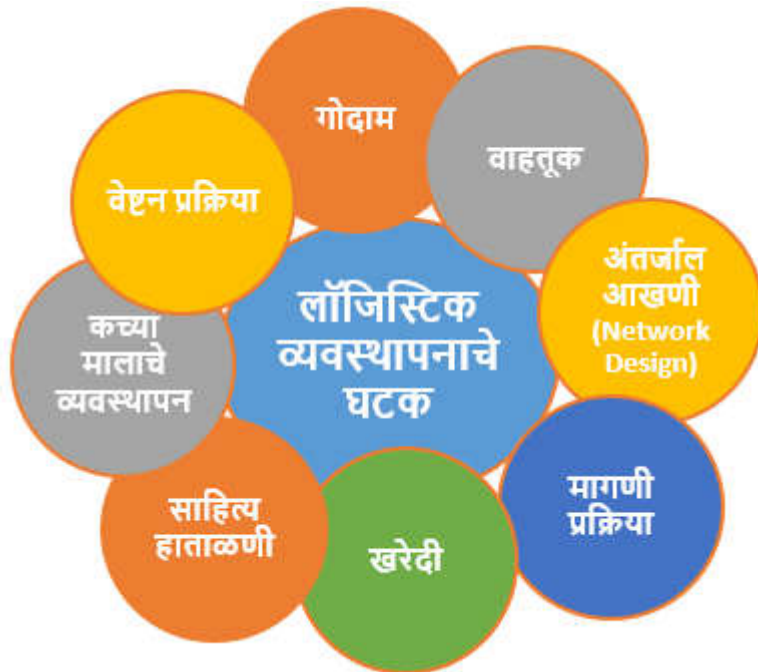 गोदाम
वाहतूक
अंतर्जाल
आखणी
(Network
Design)
मागणी
प्रक्रिया
खरेदी
साहित्य
हाताळणी
कच्या
मालाचे
व्यवस्थापन
वेष्टन प्रक्रिया
लॉजिस्टिक
व्यवस्थापनाचे
घटक